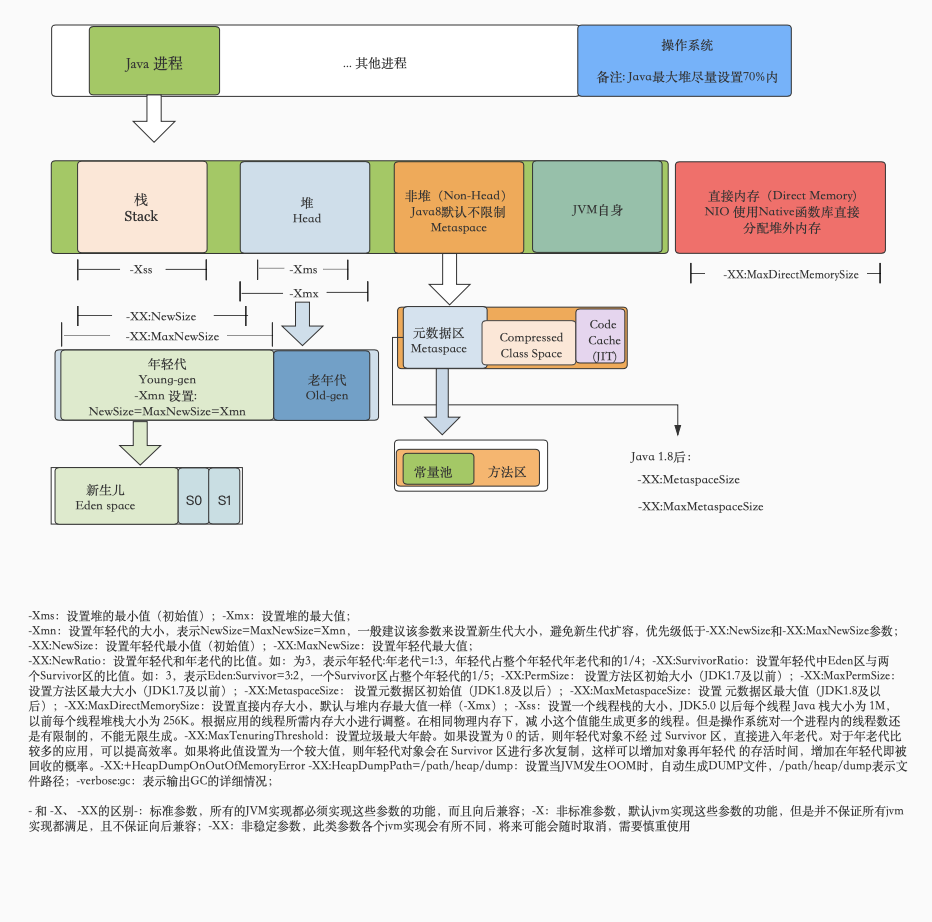 Java 进程
... 其他进程
操作系统
备注: Java最大堆尽量设置70%内
栈
Stack
堆
Head
非堆（Non-Head）
Java8默认不限制
Metaspace
JVM自身
直接内存（Direct Memory）
NIO 使用Native函数库直接
分配堆外内存
-Xss
-Xms
-Xmx
-XX:MaxDirectMemorySize
-XX:NewSize
-XX:MaxNewSize
年轻代
Young-gen
-Xmn 设置:
NewSize=MaxNewSize=Xmn
老年代
Old-gen
元数据区
Metaspace
Compressed
Class Space
Code
Cache
(JIT)
新生儿
Eden space
S0
S1
常量池
方法区
Java 1.8后:
-XX:MetaspaceSize
-XX:MaxMetaspaceSize
-Xms：设置堆的最小值（初始值）；-Xmx：设置堆的最大值；
-Xmn：设置年轻代的大小，表示NewSize=MaxNewSize=Xmn，一般建议该参数来设置新生代大小，避免新生代扩容，优先级低于-XX:NewSize和-XX:MaxNewSize参数；
-XX:NewSize：设置年轻代最小值（初始值）；-XX:MaxNewSize：设置年轻代最大值；
-XX:NewRatio：设置年轻代和年老代的比值。如：为3，表示年轻代:年老代=1:3，年轻代占整个年轻代年老代和的1/4；-XX:SurvivorRatio：设置年轻代中Eden区与两
个Survivor区的比值。如：3，表示Eden:Survivor=3:2，一个Survivor区占整个年轻代的1/5；-XX:PermSize： 设置方法区初始大小（JDK1.7及以前）；-XX:MaxPermSize：
设置方法区最大大小（JDK1.7及以前）；-XX:MetaspaceSize：设置元数据区初始值（JDK1.8及以后）；-XX:MaxMetaspaceSize：设置 元数据区最大值（JDK1.8及以
后）；-XX:MaxDirectMemorySize：设置直接内存大小，默认与堆内存最大值一样（-Xmx）；-Xss：设置一个线程栈的大小，JDK5.0 以后每个线程 Java 栈大小为 1M，
以前每个线程堆栈大小为 256K。根据应用的线程所需内存大小进行调整。在相同物理内存下，减 小这个值能生成更多的线程。但是操作系统对一个进程内的线程数还
是有限制的，不能无限生成。-XX:MaxTenuringThreshold：设置垃圾最大年龄。如果设置为 0 的话，则年轻代对象不经 过 Survivor 区，直接进入年老代。对于年老代比
较多的应用，可以提高效率。如果将此值设置为一个较大值，则年轻代对象会在 Survivor 区进行多次复制，这样可以增加对象再年轻代 的存活时间，增加在年轻代即被
回收的概率。-XX:+HeapDumpOnOutOfMemoryError -XX:HeapDumpPath=/path/heap/dump：设置当JVM发生OOM时，自动生成DUMP文件，/path/heap/dump表示文
件路径；-verbose:gc：表示输出GC的详细情况；
- 和 -X、 -XX的区别-：标准参数，所有的JVM实现都必须实现这些参数的功能，而且向后兼容；-X：非标准参数，默认jvm实现这些参数的功能，但是并不保证所有jvm
实现都满足，且不保证向后兼容；-XX：非稳定参数，此类参数各个jvm实现会有所不同，将来可能会随时取消，需要慎重使用